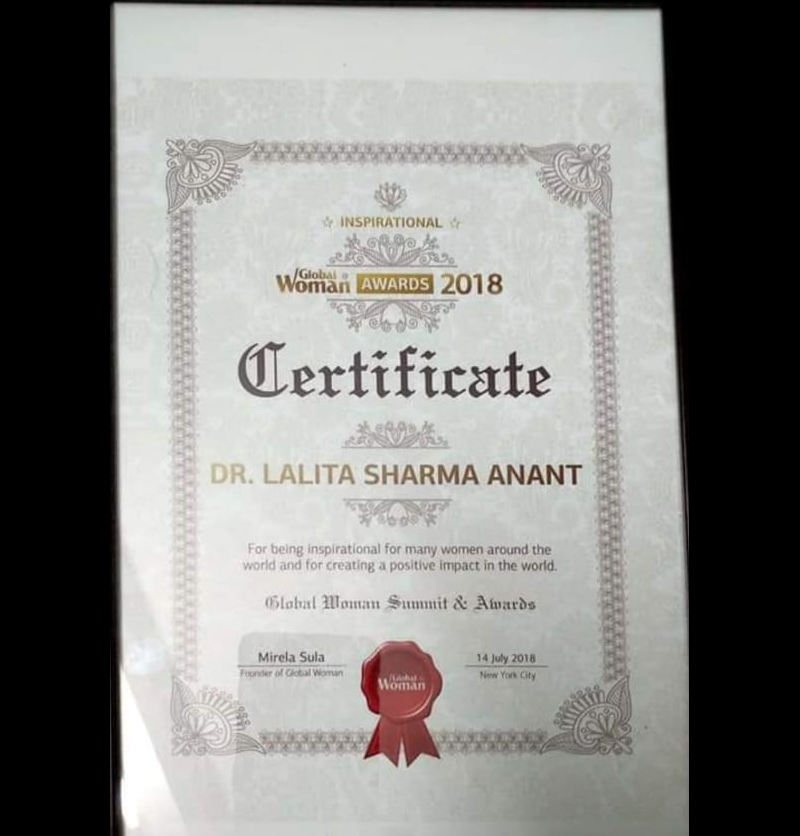 INSPIRATIONAL
Global
Woman AWARDS 2018
Certificate
DR. LALITA SHARMA ANANT
For being inspirational for many women around the
world and for creating a positive impact in the world.
Global Woman Summit & Awards
Mirela Sula
Founder of Global Woman
Global
Woman
14 July 2018
New York City